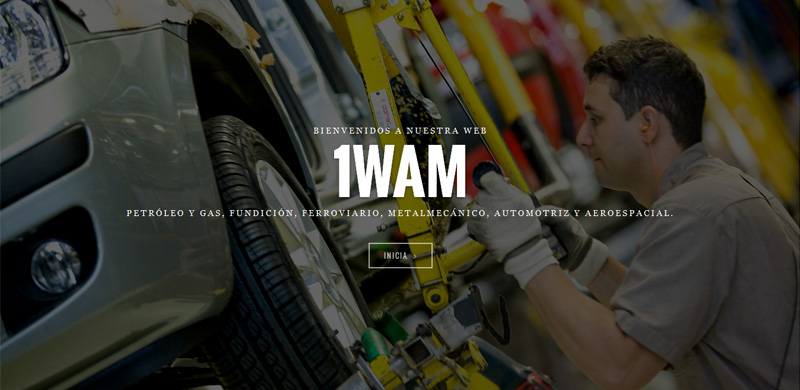 BIENVENIDOS A NUESTRA WEB
1WAM
PETRÓLEO Y GAS, FUNDICIÓN, FERROVIARIO, METALMECÁNICO, AUTOMOTRIZ Y AEROESPACIAL.
INICIA >